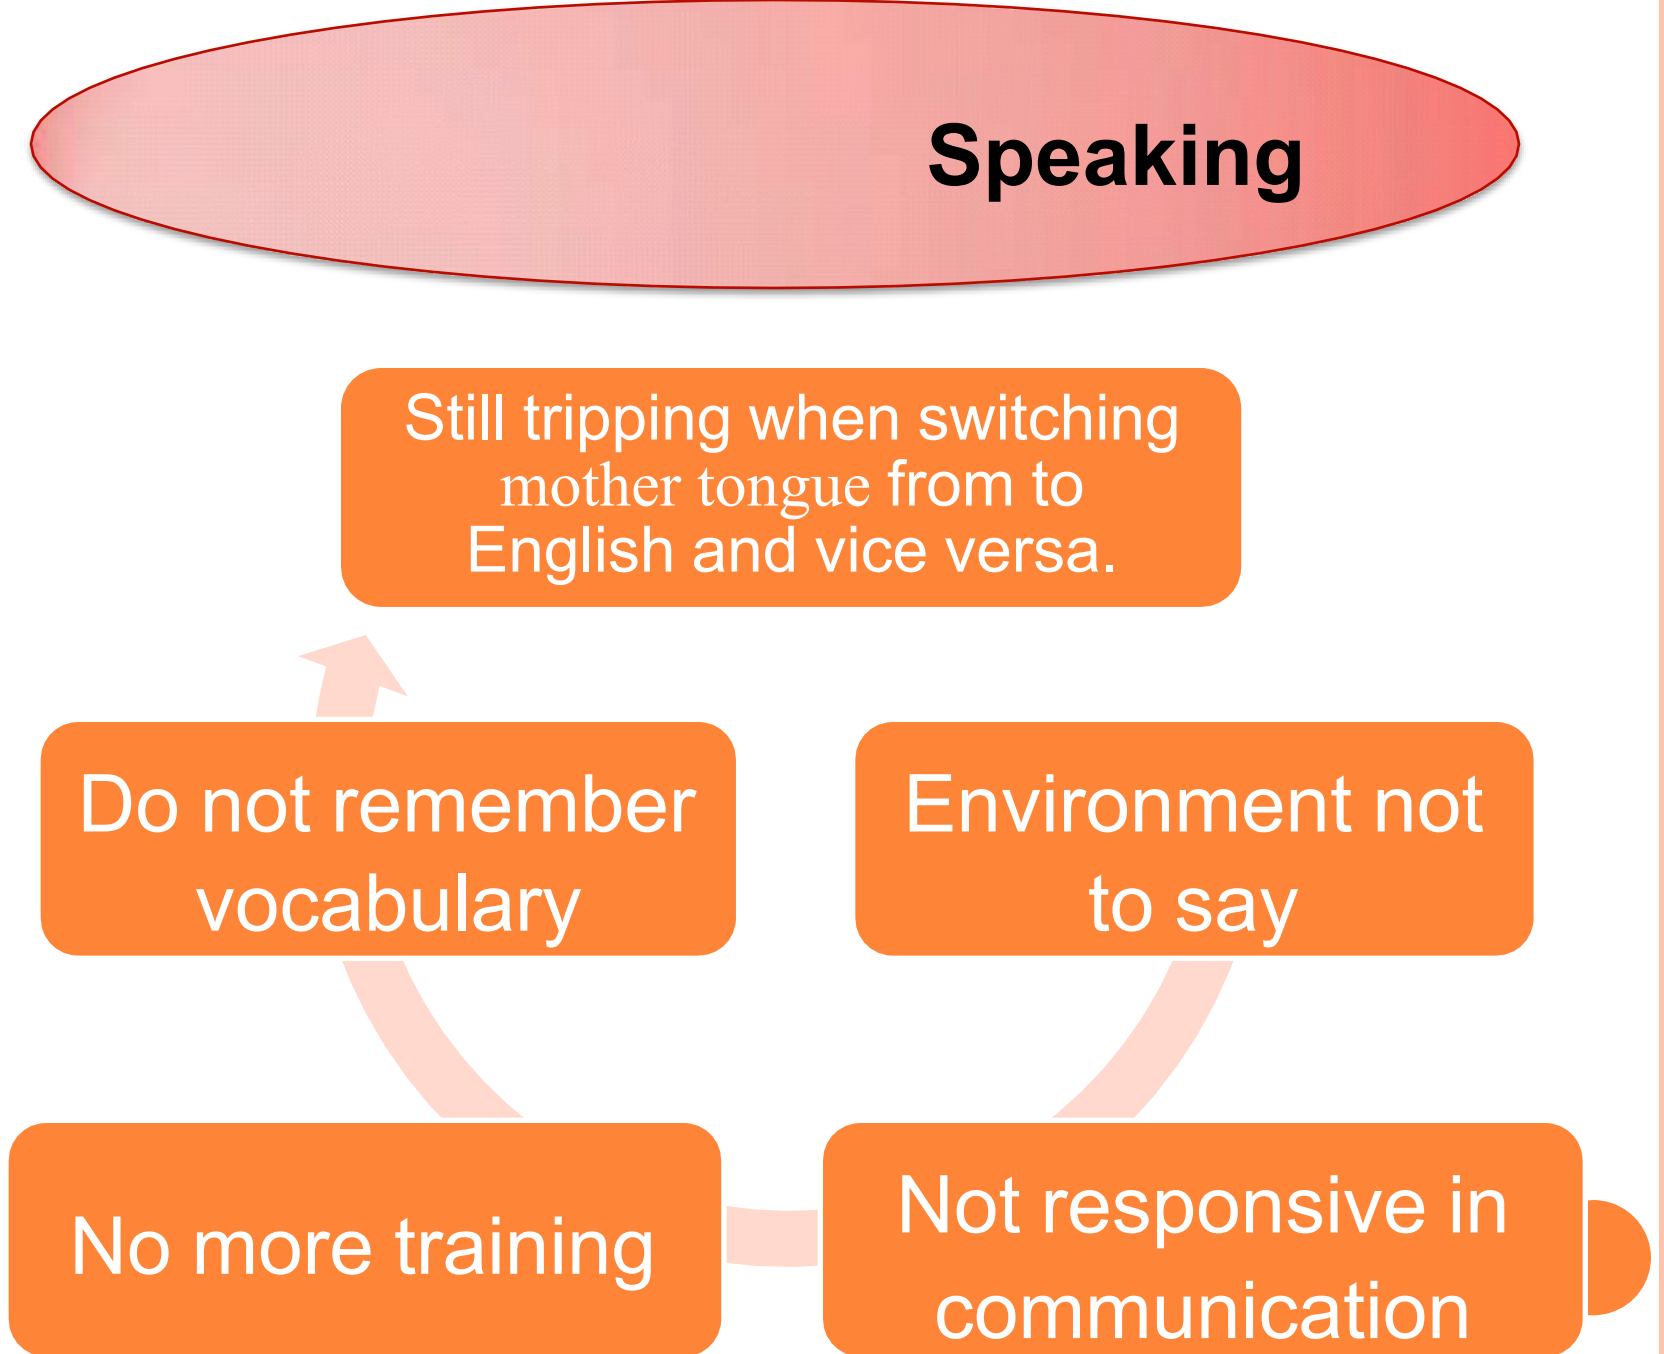 Speaking
Still tripping when switching
mother tongue from to
English and vice versa.
Do not remember
vocabulary
Environment not
to say
No more training
Not responsive in
communication